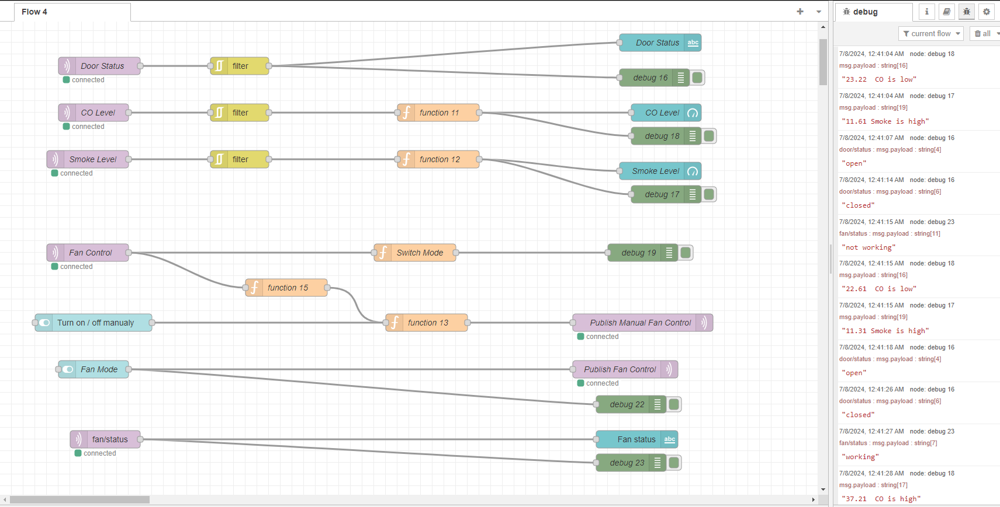 Flow 4
Door Status
connected
filter
Door Status
abc
debug 16
CO Level
connected
filter
function 11
CO Level
debug 18
Smoke Level
connected
filter
function 12
Smoke Level
debug 17
Fan Control
connected
Switch Mode
debug 19
function 15
Turn on / off manualy
function 13
Publish Manual Fan Control
connected
Fan Mode
Publish Fan Control
connected
debug 22
fan/status
connected
Fan status
abc
debug 23
debug
i
current flow
all
7/8/2024, 12:41:04 AM node: debug 18
msg.payload : string[16]
"23.22  CO is low"
7/8/2024, 12:41:04 AM node: debug 17
msg.payload : string[19]
"11.61 Smoke is high"
7/8/2024, 12:41:07 AM node: debug 16
door/status : msg.payload : string[4]
"open"
7/8/2024, 12:41:14 AM node: debug 16
door/status : msg.payload : string[6]
"closed"
7/8/2024, 12:41:15 AM node: debug 23
fan/status : msg.payload : string[11]
"not working"
7/8/2024, 12:41:15 AM node: debug 18
msg.payload : string[16]
"22.61  CO is low"
7/8/2024, 12:41:15 AM node: debug 17
msg.payload : string[19]
"11.31 Smoke is high"
7/8/2024, 12:41:18 AM node: debug 16
door/status : msg.payload : string[4]
"open"
7/8/2024, 12:41:26 AM node: debug 16
door/status : msg.payload : string[6]
"closed"
7/8/2024, 12:41:27 AM node: debug 23
fan/status : msg.payload : string[7]
"working"
7/8/2024, 12:41:28 AM node: debug 18
msg.payload : string[17]
"37.21  CO is high"